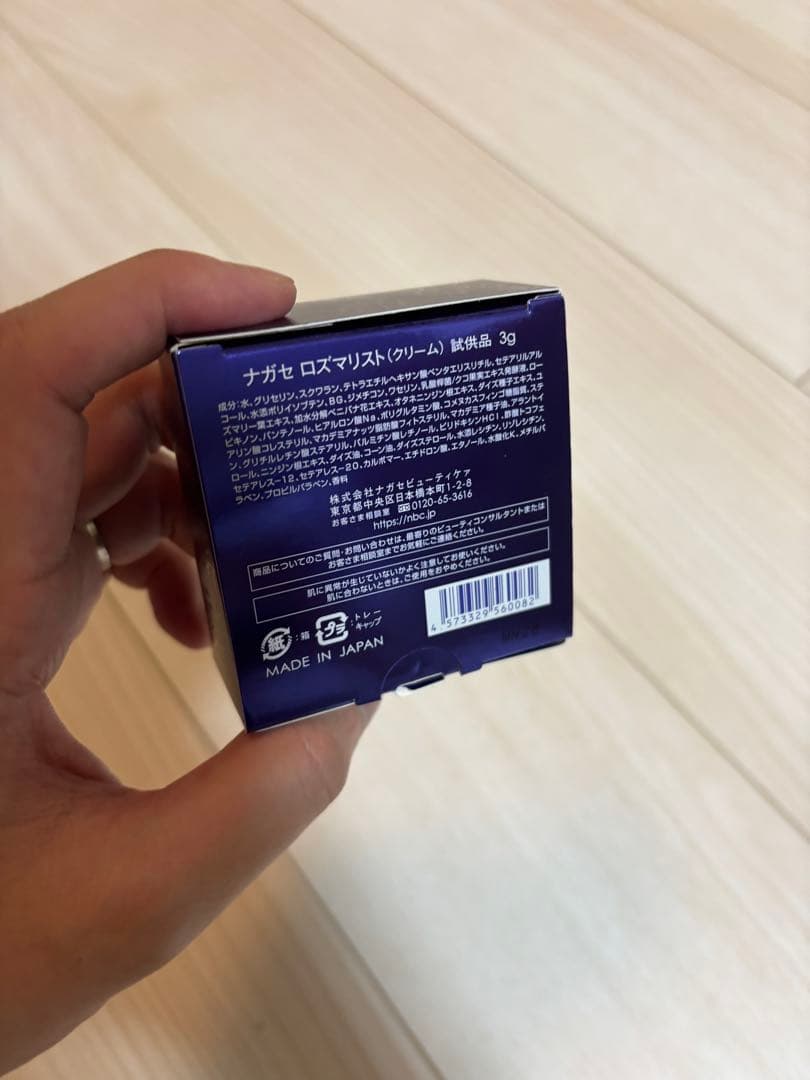 ナガセ ロズマリスト(クリーム) 試供品 3g
成分:水、グリセリン、スクワラン、テトラエチルヘキサン酸ペンタエリスリチル、セテアリルアル
コール、水添ポリイソブテン、BG、ジメチコン、ワセリン、乳酸桿菌/クコ果実エキス発酵液、ロー
ズマリー葉エキス、加水分解ベニバナ花エキス、オタネニンジン根エキス、ダイズ種子エキス、ユ
ビキノン、パンテノール、ヒアルロン酸Na、ポリグルタミン酸、コメヌカスフィンゴ糖脂質、ステ
アリン酸コレステリル、マカデミアナッツ脂肪酸フィトステリル、マカデミア種子油、アラントイ
ン、グリチルレチン酸ステアリル、パルミチン酸レチノール、ピリドキシンHCl、酢酸トコフェ
ロール、ニンジン根エキス、ダイズ油、コーン油、ダイズステロール、水添レシチン、リゾレシチン、
セテアレス-12、セテアレス-20、カルボマー、エチドロン酸、エタノール、水酸化K、メチルパ
ラベン、プロピルパラベン、香料
株式会社ナガセビューティケア
東京都中央区日本橋本町1-2-8
お客さま相談室 0120-65-3616
https://nbc.jp
商品についてのご質問・お問い合わせは、最寄りのビューティコンサルタントまたは
お客さま相談室までお気軽にご連絡ください。
肌に異常が生じていないかよく注意してお使いください。
肌に合わないときは、ご使用をおやめください。
紙 :箱 プラ :トレー
キャップ
MADE IN JAPAN
4 573329 560082